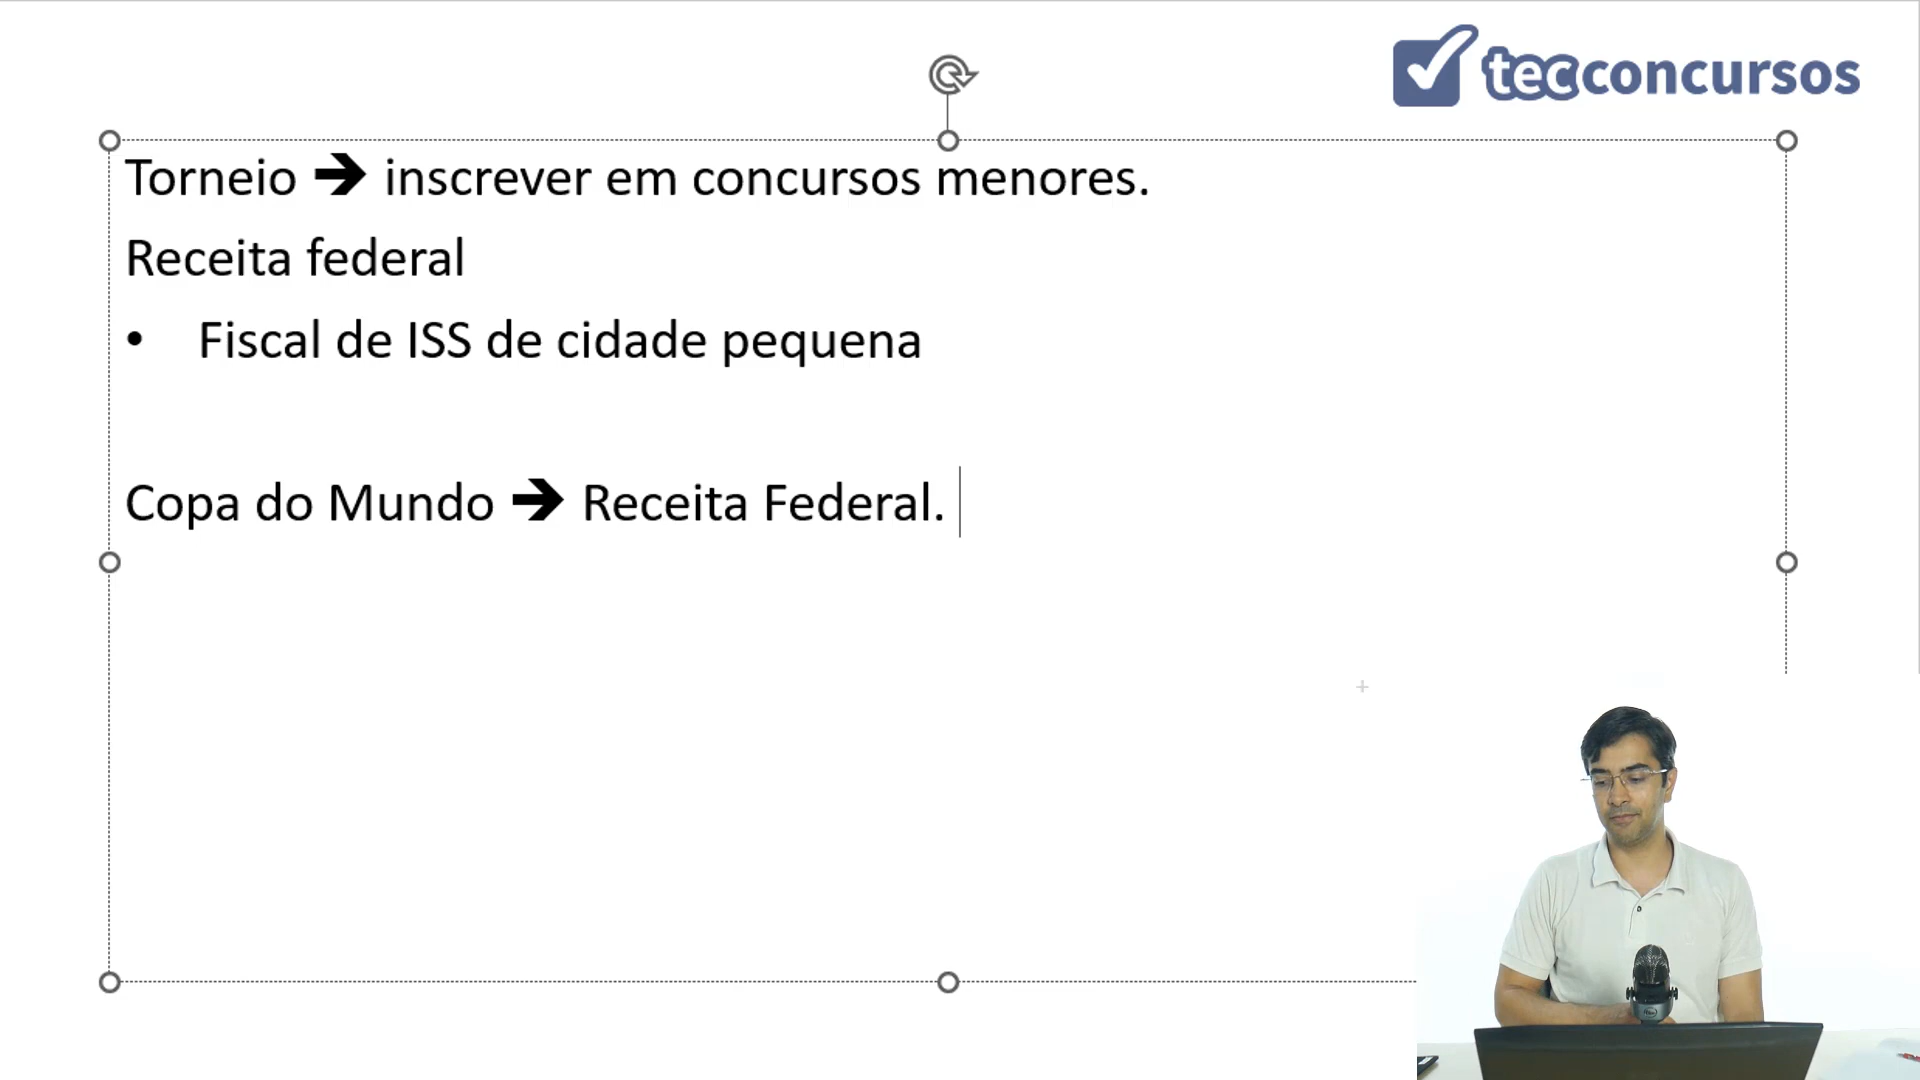 tecconcursos
Torneio → inscrever em concursos menores.
Receita federal
• Fiscal de ISS de cidade pequena
Copa do Mundo → Receita Federal.